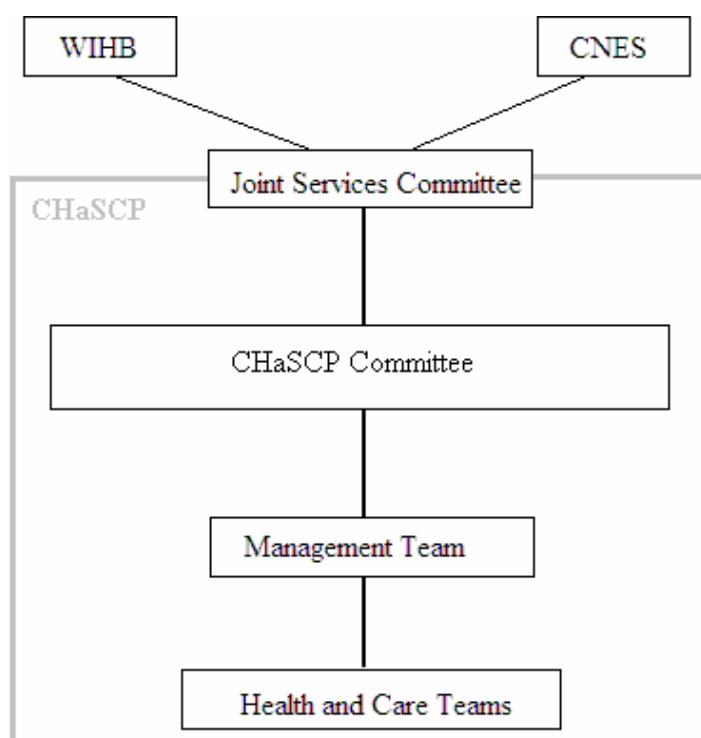 WIHB
CNES
Joint Services Committee
CHaSCP
CHaSCP Committee
Management Team
Health and Care Teams